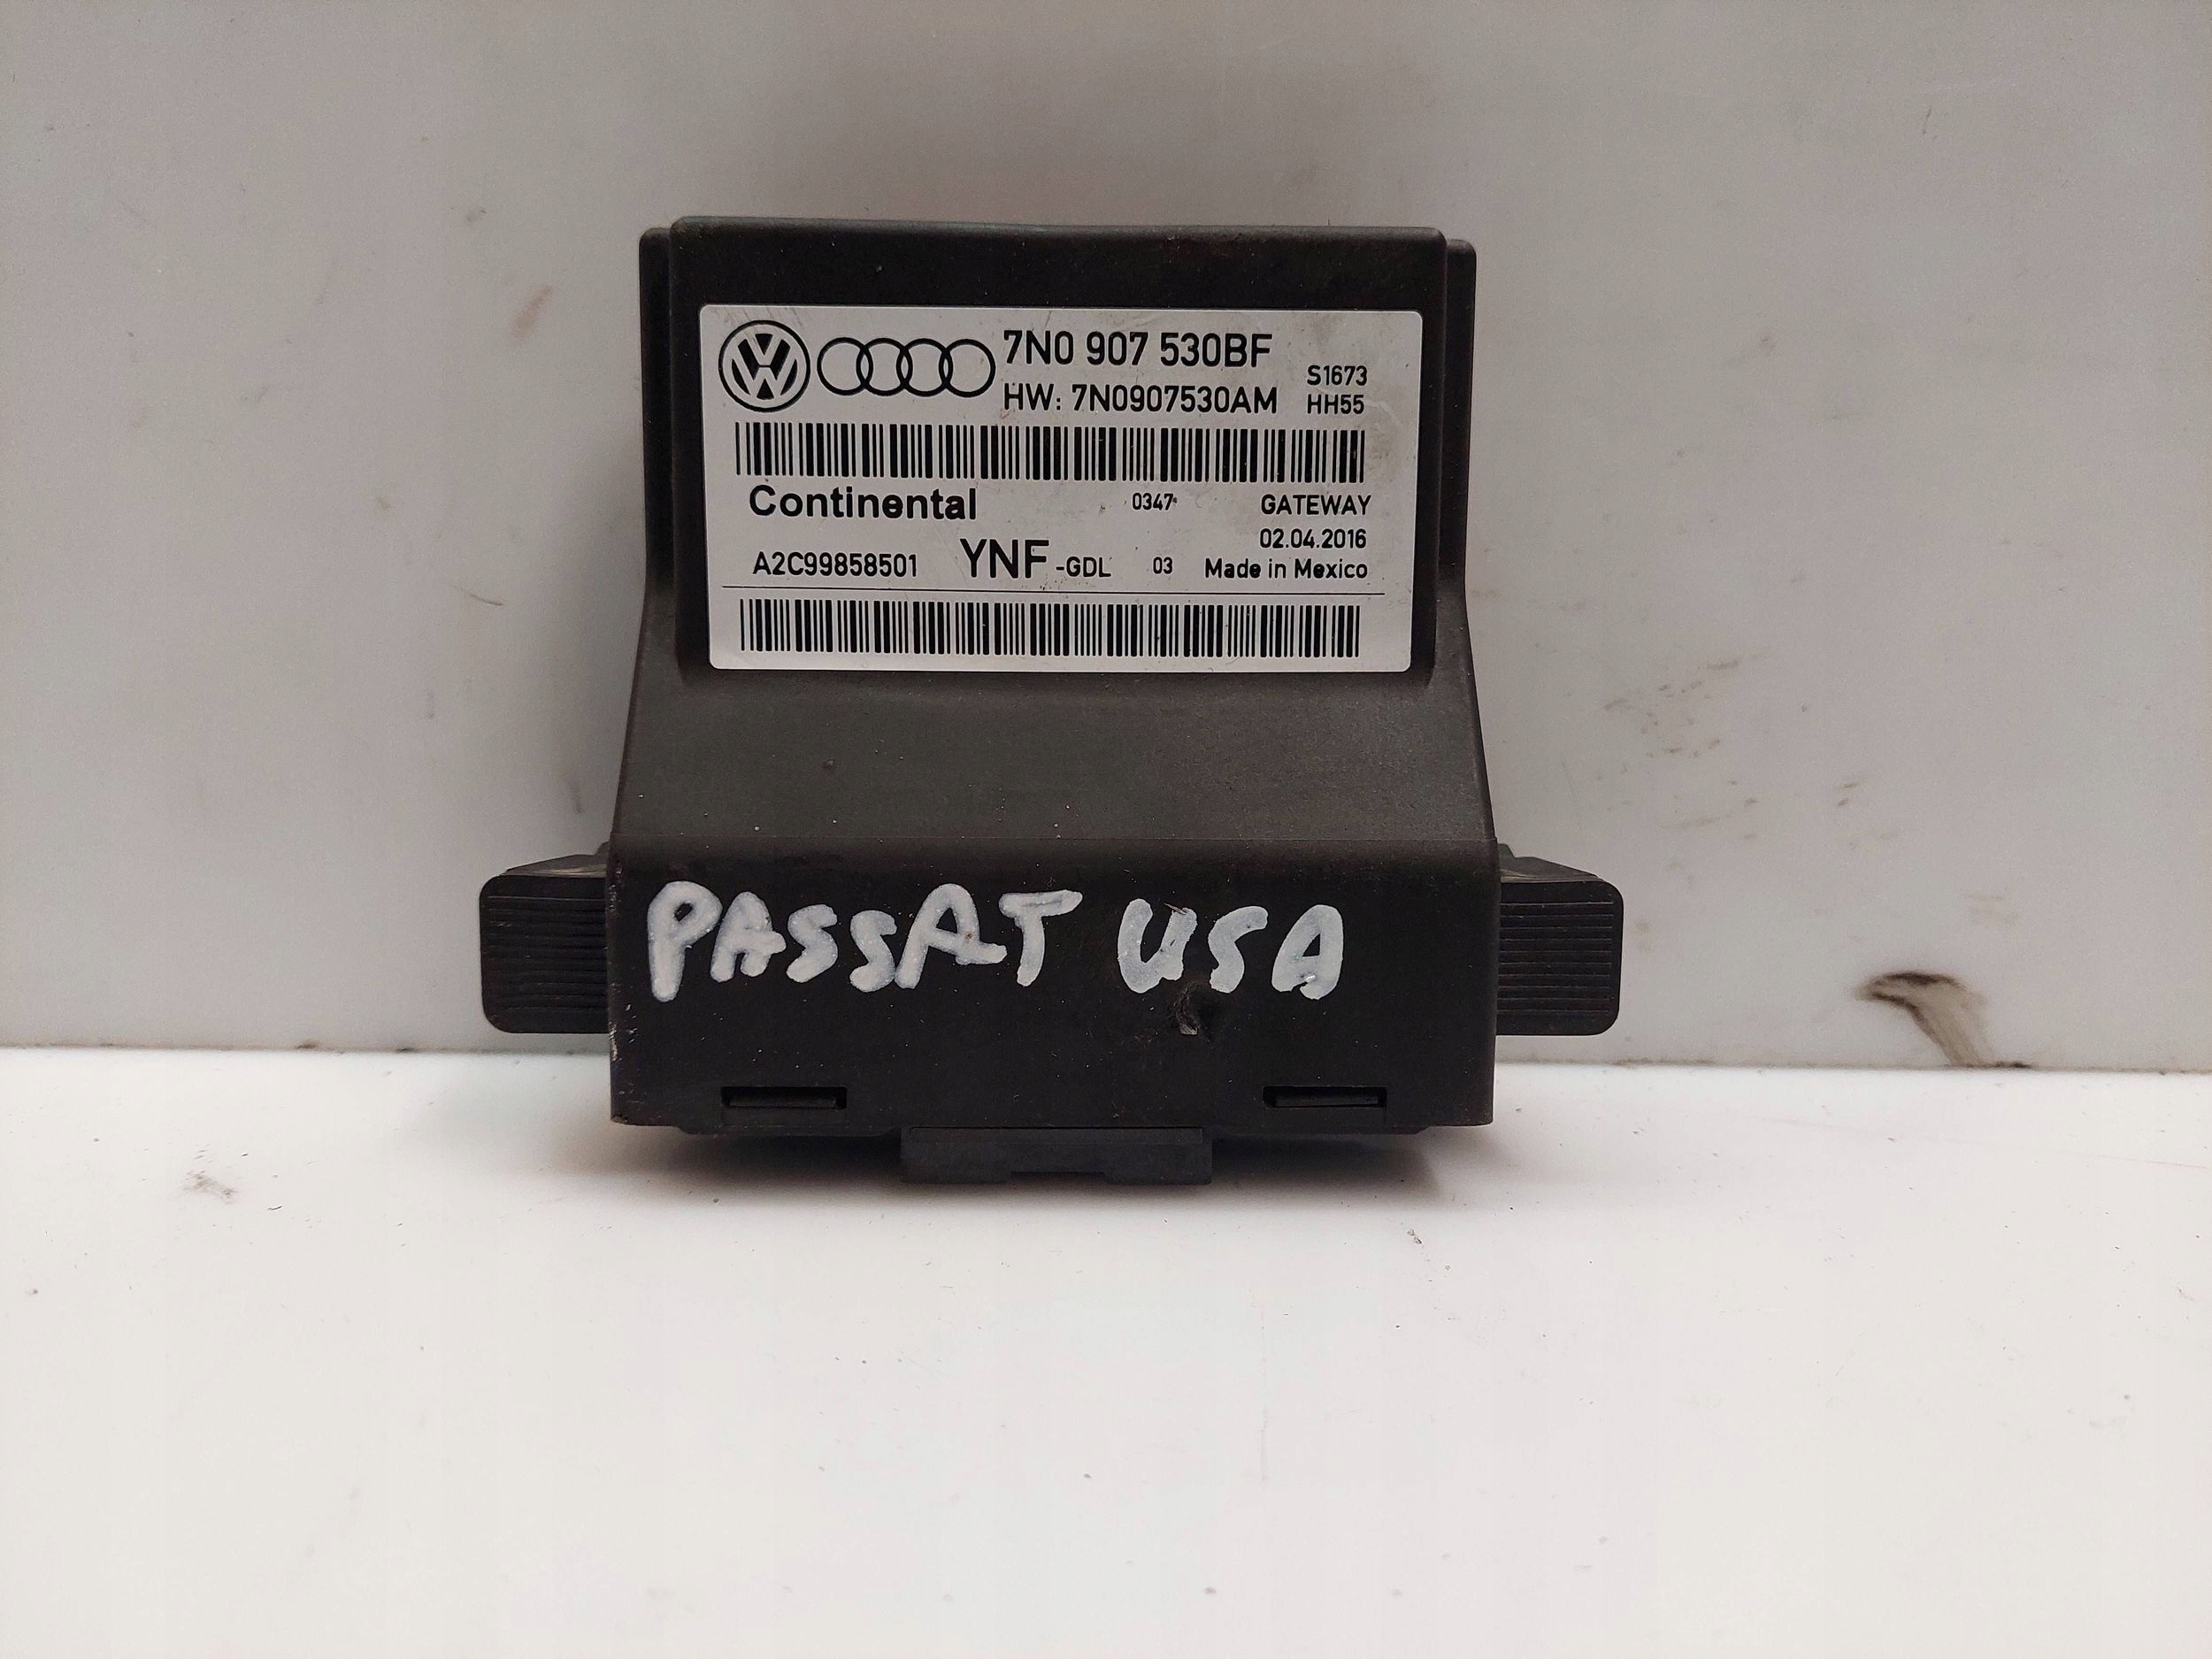 7N0 907 530BF
HW: 7N0907530AM
S1673
HH55
Continental 0347 GATEWAY
02.04.2016
A2C99858501 YNF -GDL 03 Made in Mexico
PASSAT USA